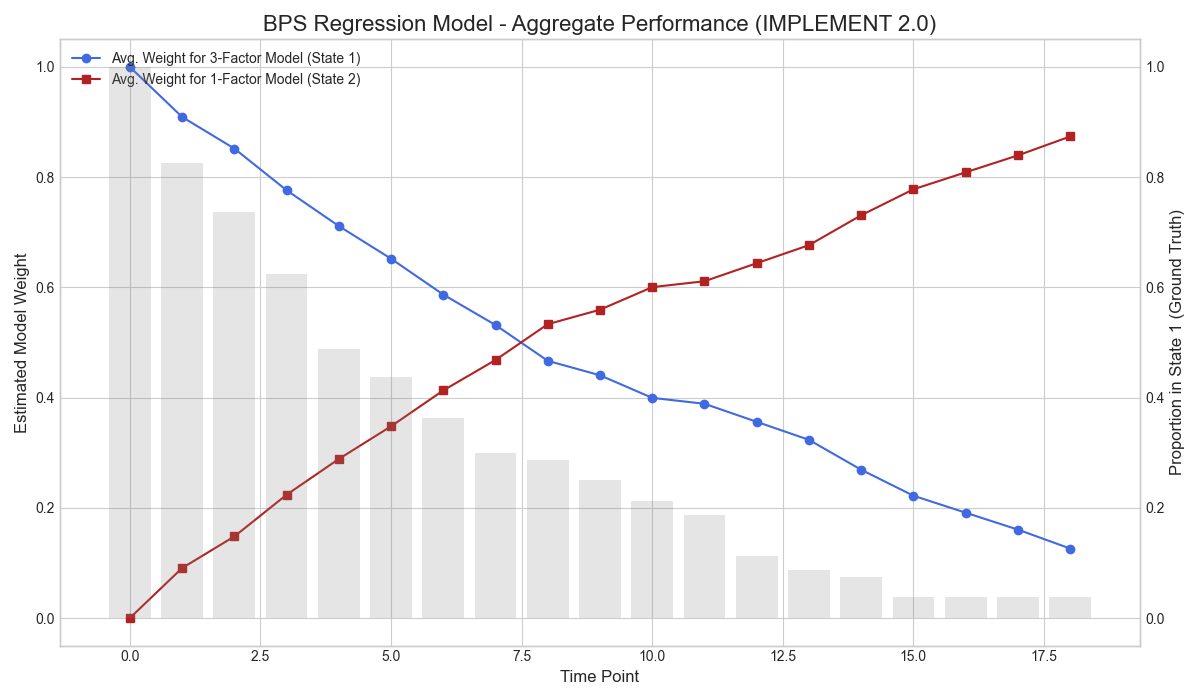 BPS Regression Model - Aggregate Performance (IMPLEMENT 2.0)
Avg. Weight for 3-Factor Model (State 1)
Avg. Weight for 1-Factor Model (State 2)
Estimated Model Weight
1.0
0.8
0.6
0.4
0.2
0.0
1.0
0.8
0.6
0.4
0.2
0.0
Proportion in State 1 (Ground Truth)
0.0 2.5 5.0 7.5 10.0 12.5 15.0 17.5
Time Point